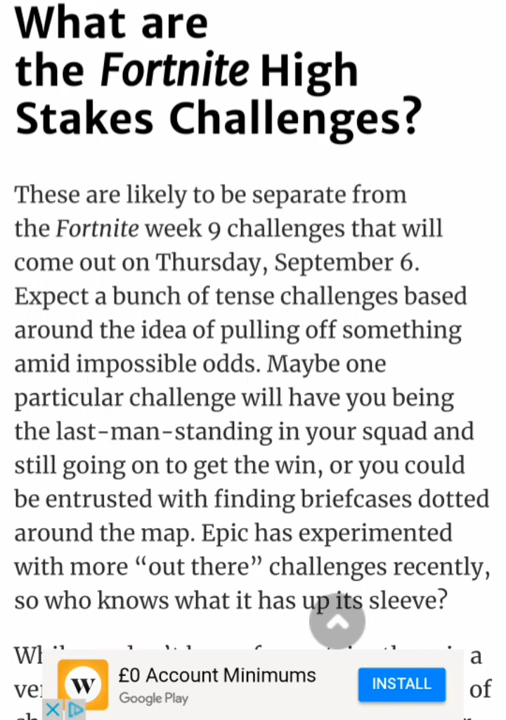 What are
the Fortnite High
Stakes Challenges?
These are likely to be separate from
the Fortnite week 9 challenges that will
come out on Thursday, September 6.
Expect a bunch of tense challenges based
around the idea of pulling off something
amid impossible odds. Maybe one
particular challenge will have you being
the last-man-standing in your squad and
still going on to get the win, or you could
be entrusted with finding briefcases dotted
around the map. Epic has experimented
with more “out there” challenges recently,
so who knows what it has up its sleeve?
a
of
W
£0 Account Minimums
Google Play
INSTALL